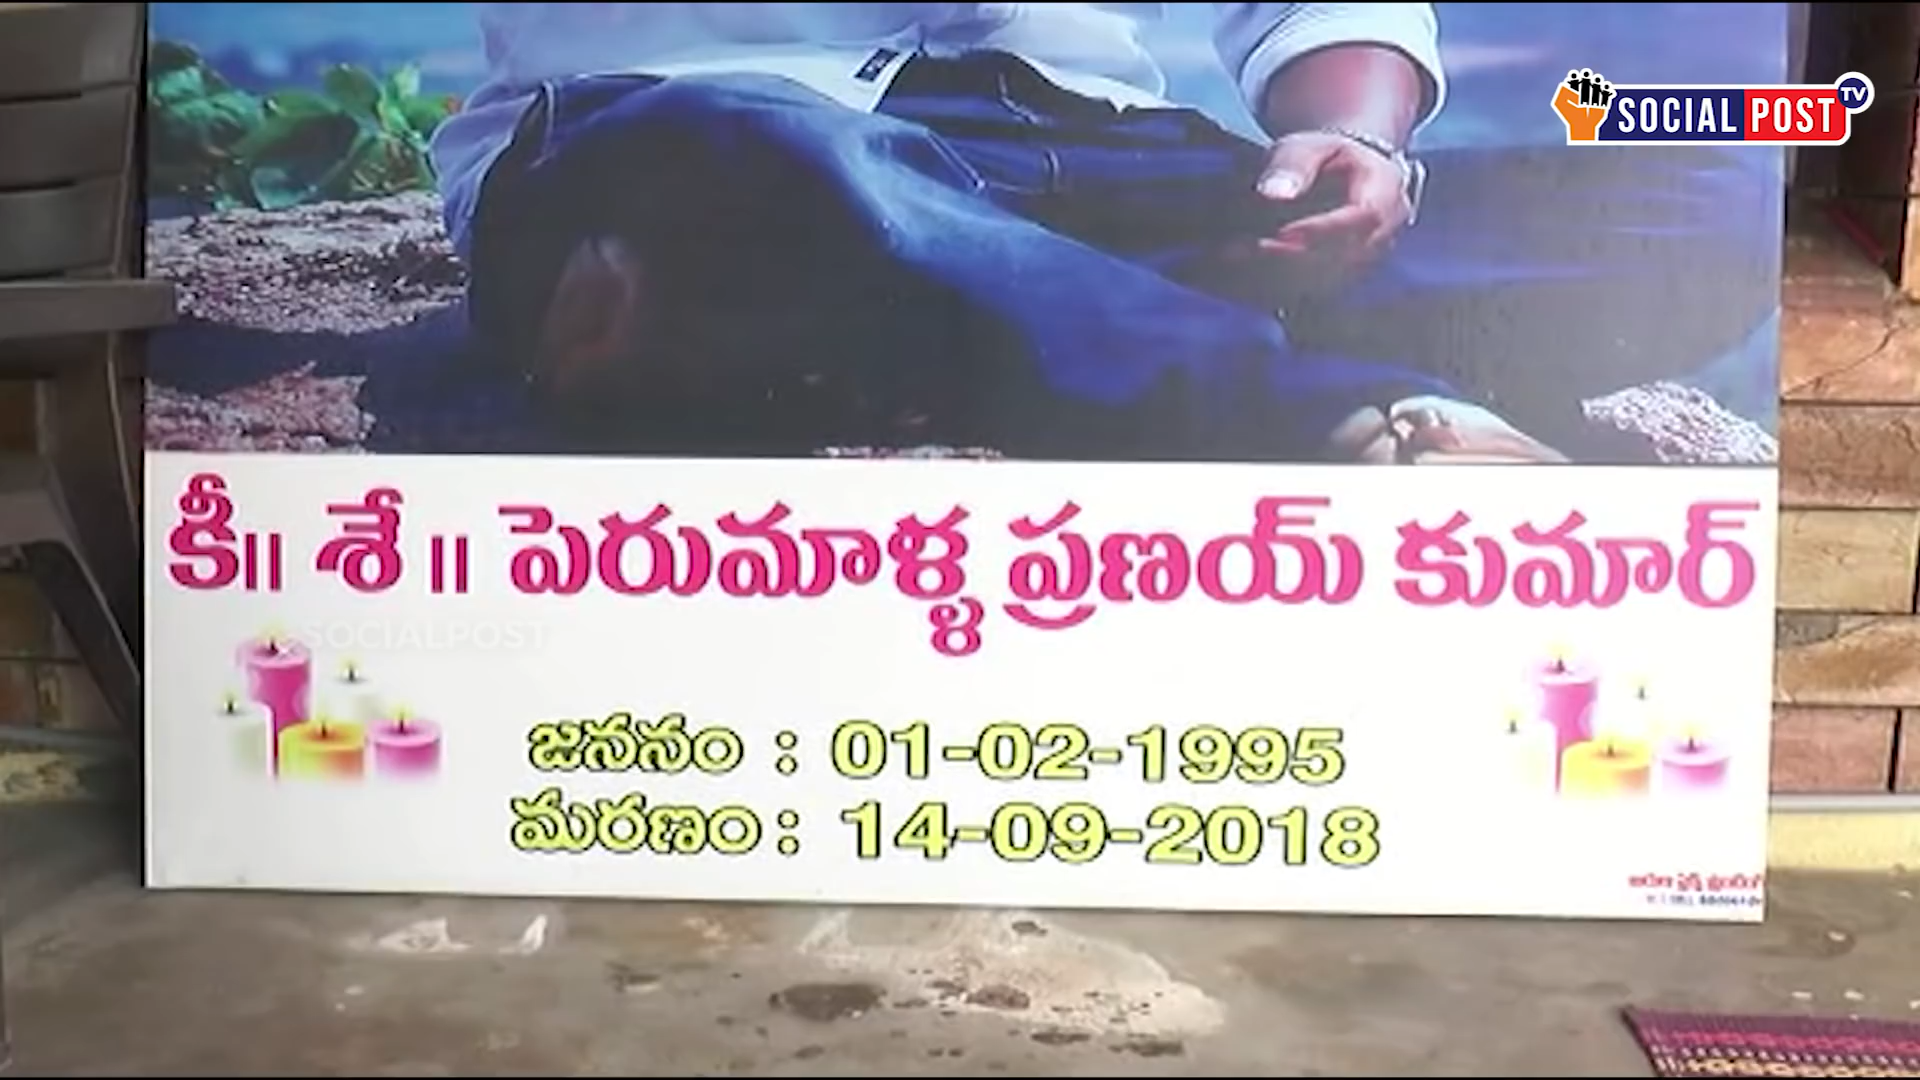 SOCIAL POST TV
కీ॥ శే॥ పెరుమాళ్ళ ప్రణయ్ కుమార్
SOCIALPOST
జననం : 01-02-1995
మరణం : 14-09-2018